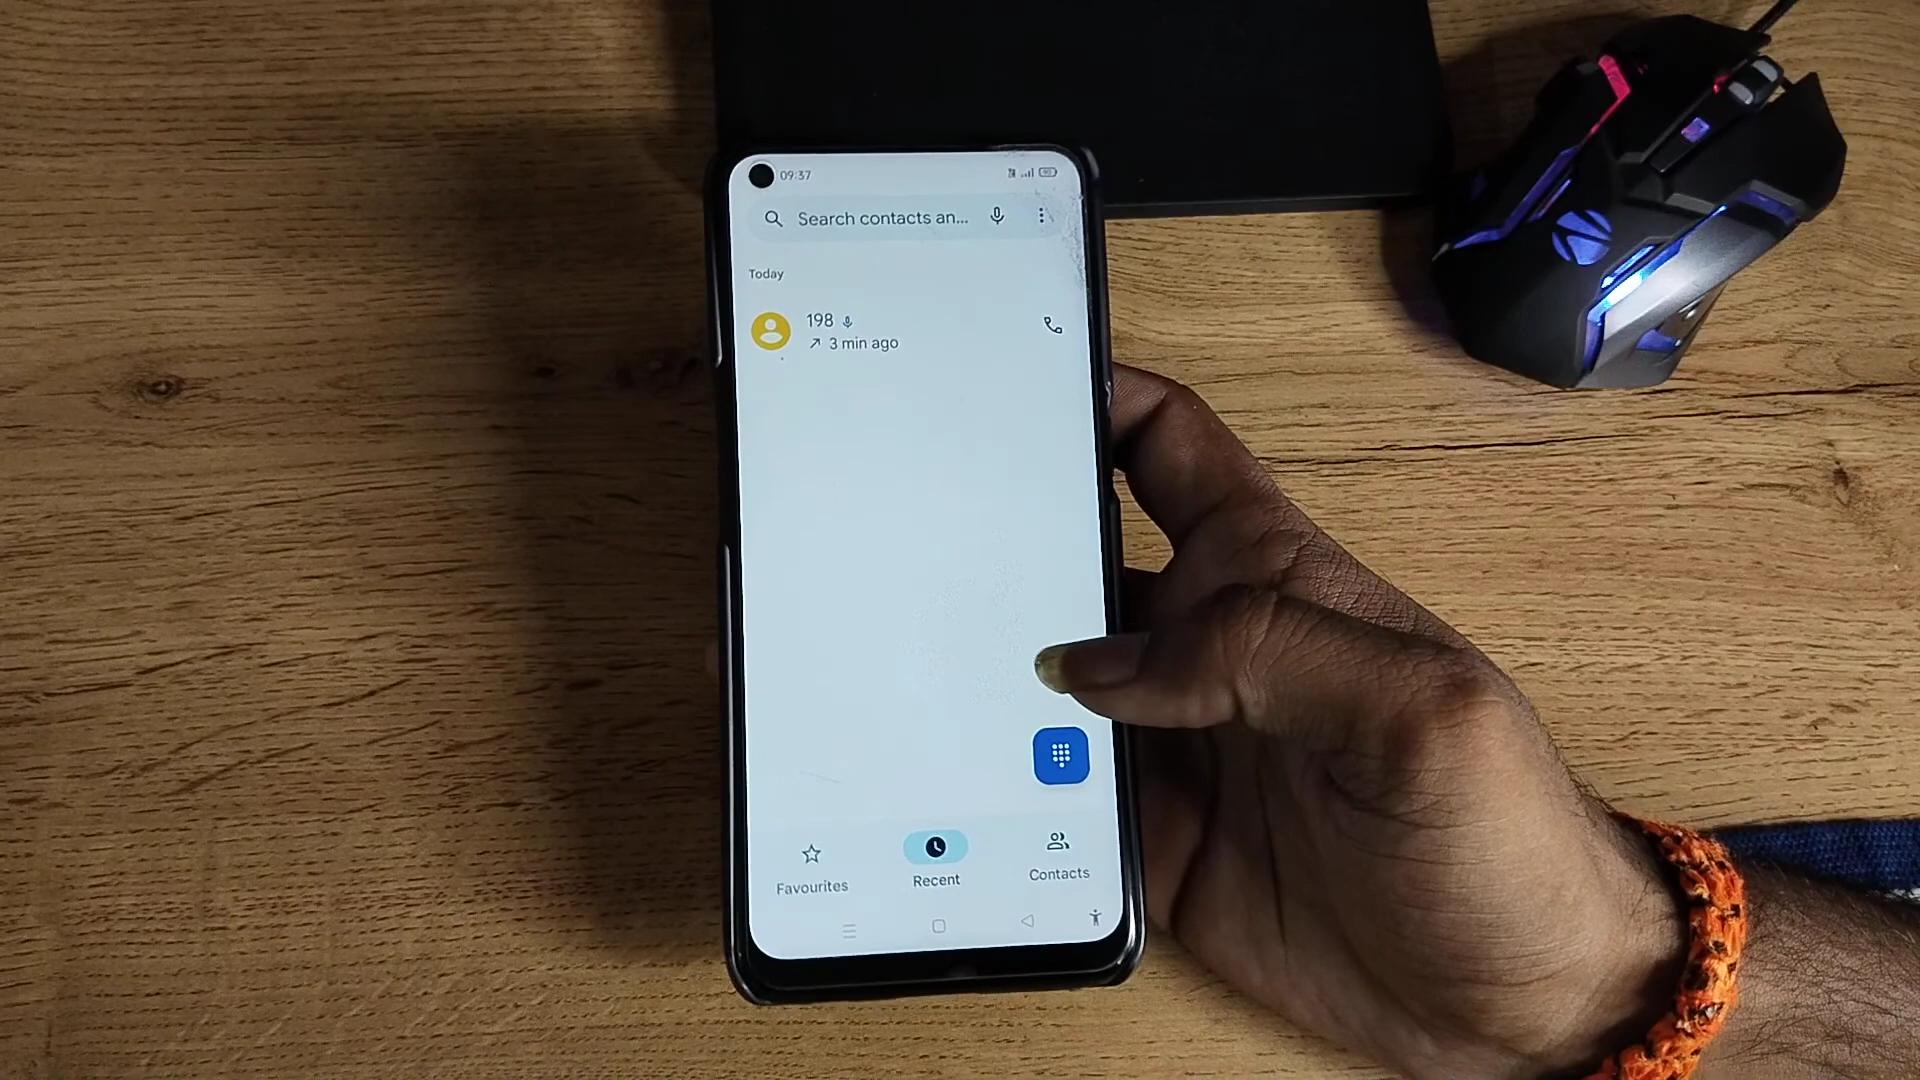 09:37
Search contacts an...
Today
198
3 min ago
Favourites
Recent
Contacts